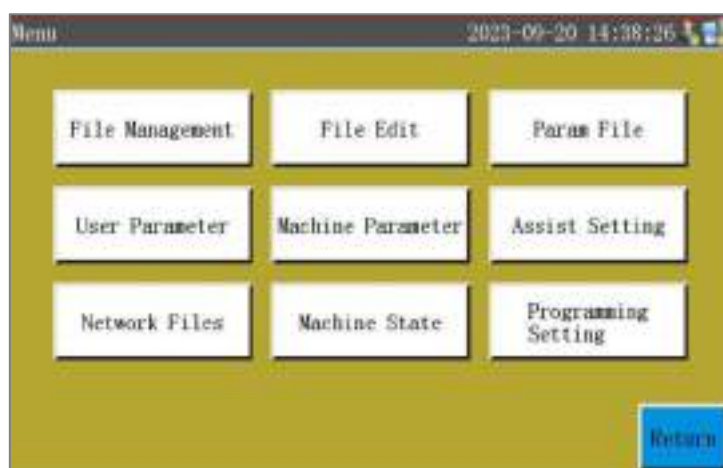 Menu 2023-09-20 14:38:26
File Management File Edit Param File
User Parameter Machine Parameter Assist Setting
Network Files Machine State Programming Setting
Return